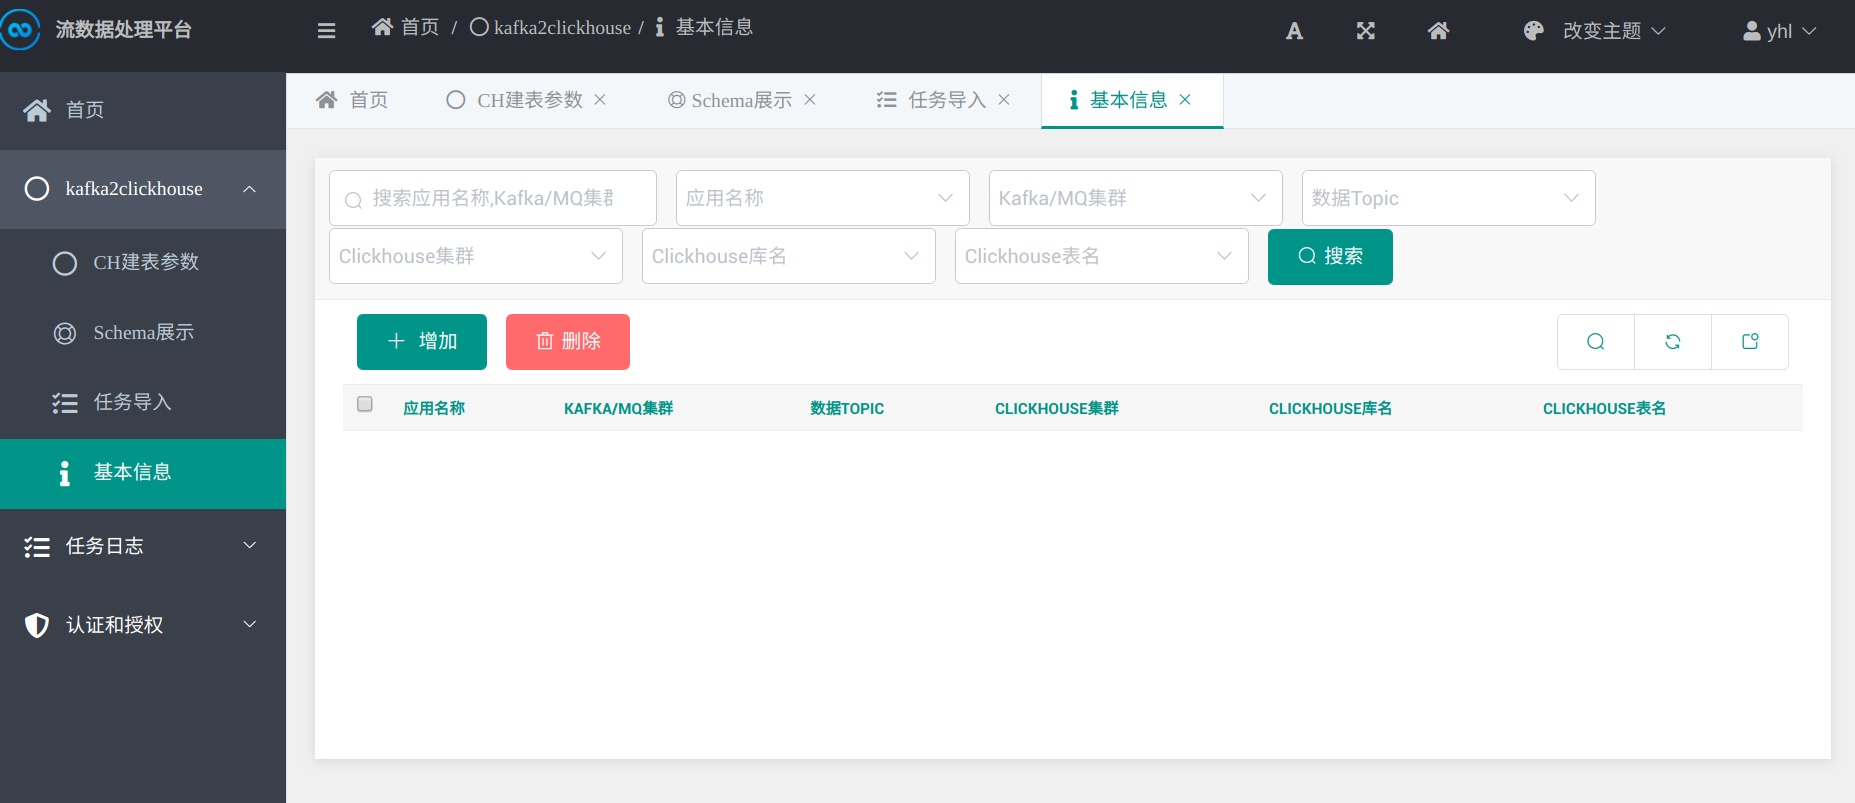 流数据处理平台
首页 / kafka2clickhouse / 基本信息
改变主题
yhl
首页
kafka2clickhouse
CH建表参数
Schema展示
任务导入
基本信息
任务日志
认证和授权
首页 CH建表参数 Schema展示 任务导入 基本信息
搜索应用名称,Kafka/MQ集群 应用名称 Kafka/MQ集群 数据Topic
Clickhouse集群 Clickhouse库名 Clickhouse表名 搜索
增加 删除
应用名称 KAFKA/MQ集群 数据TOPIC CLICKHOUSE集群 CLICKHOUSE库名 CLICKHOUSE表名